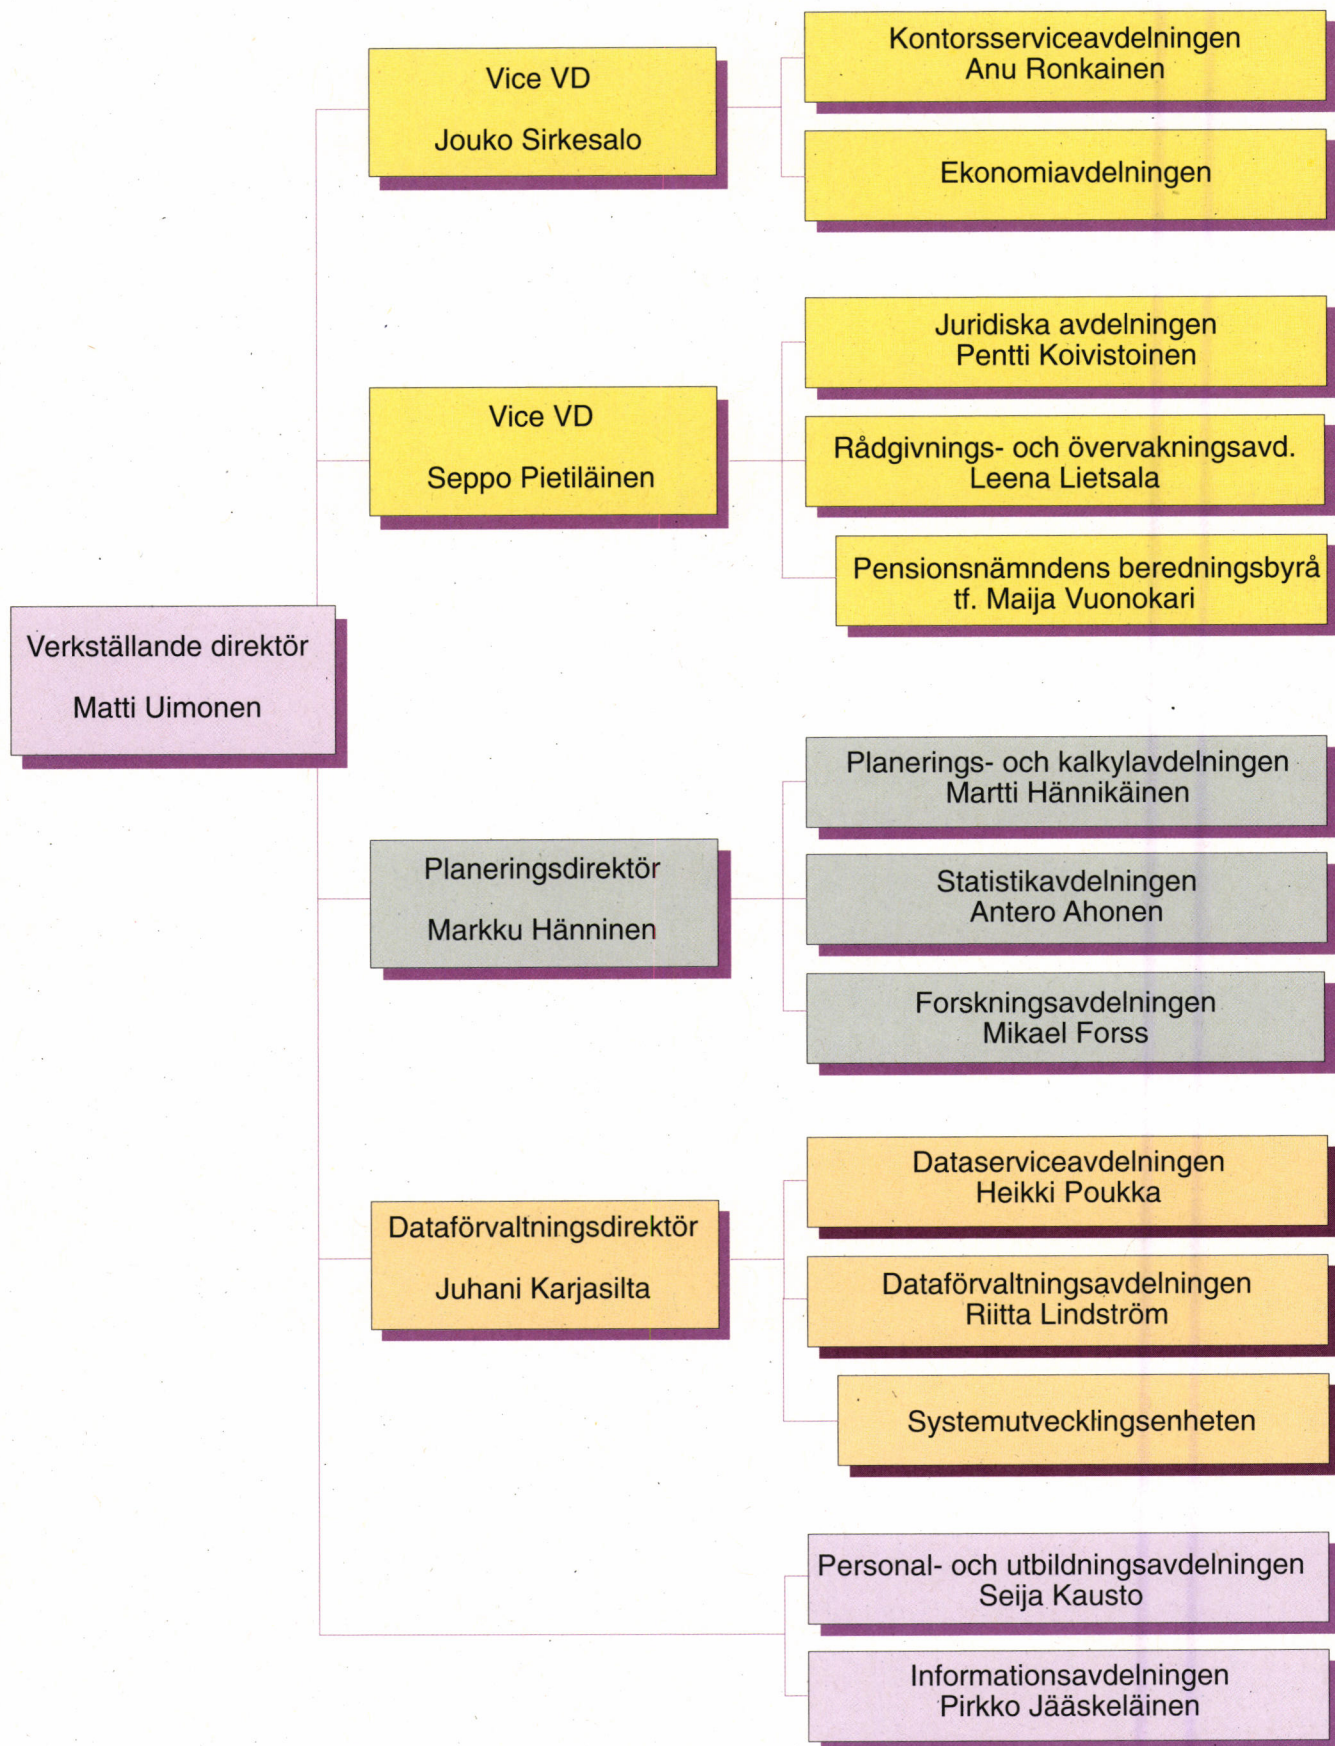 Verkställande direktör
Matti Uimonen
Vice VD
Jouko Sirkesalo
Kontorsserviceavdelningen
Anu Ronkainen
Ekonomiavdelningen
Vice VD
Seppo Pietiläinen
Juridiska avdelningen
Pentti Koivistoinen
Rådgivnings- och övervakningsavd.
Leena Lietsala
Pensionsnämndens beredningsbyrå
tf. Maija Vuonokari
Planeringsdirektör
Markku Hänninen
Planerings- och kalkylavdelningen
Martti Hännikäinen
Statistikavdelningen
Antero Ahonen
Forskningsavdelningen
Mikael Forss
Dataförvaltningsdirektör
Juhani Karjasilta
Dataserviceavdelningen
Heikki Poukka
Dataförvaltningsavdelningen
Riitta Lindström
Systemutvecklingsenheten
Personal- och utbildningsavdelningen
Seija Kausto
Informationsavdelningen
Pirkko Jääskeläinen